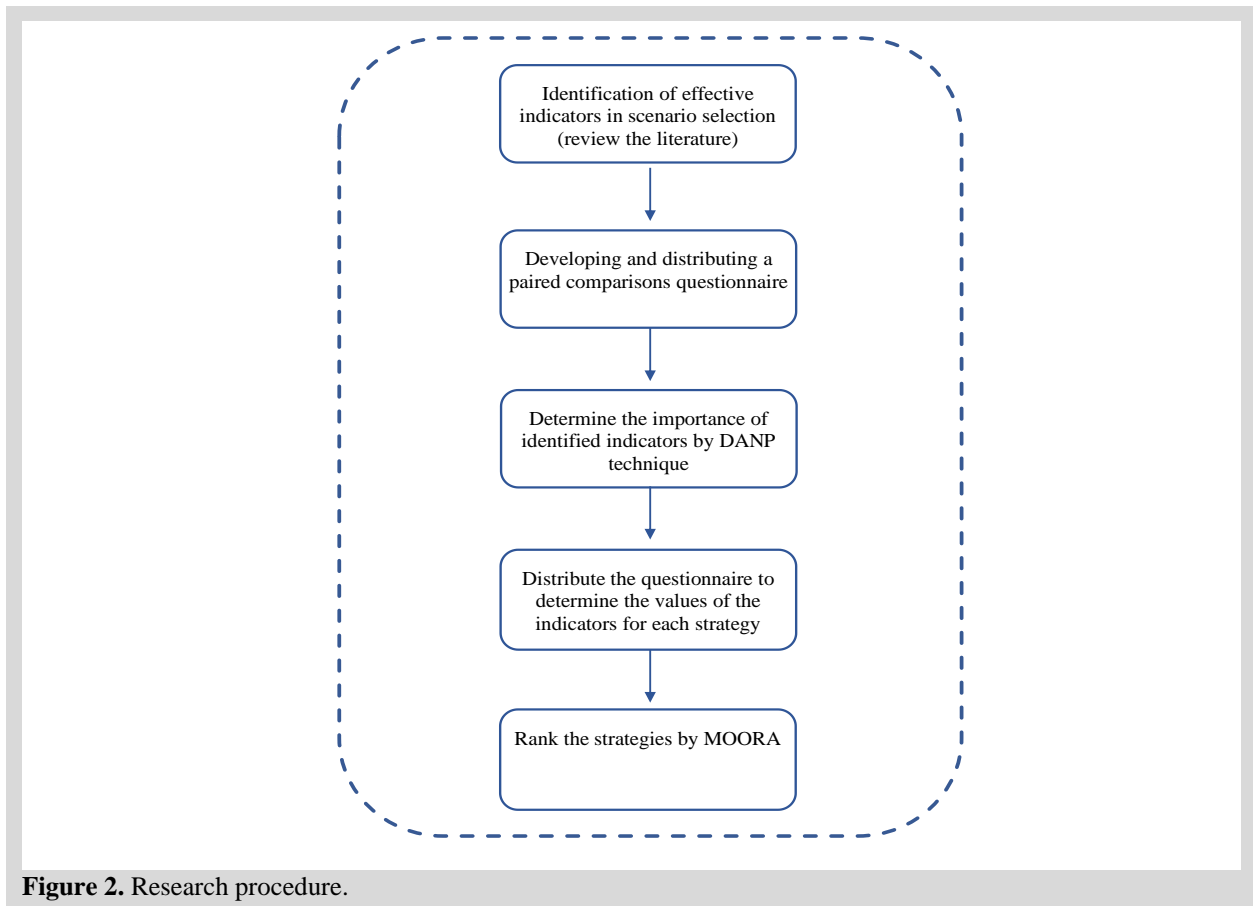 Identification of effective
indicators in scenario selection
(review the literature)
Developing and distributing a
paired comparisons questionnaire
Determine the importance of
identified indicators by DANP
technique
Distribute the questionnaire to
determine the values of the
indicators for each strategy
Rank the strategies by MOORA
Figure 2. Research procedure.